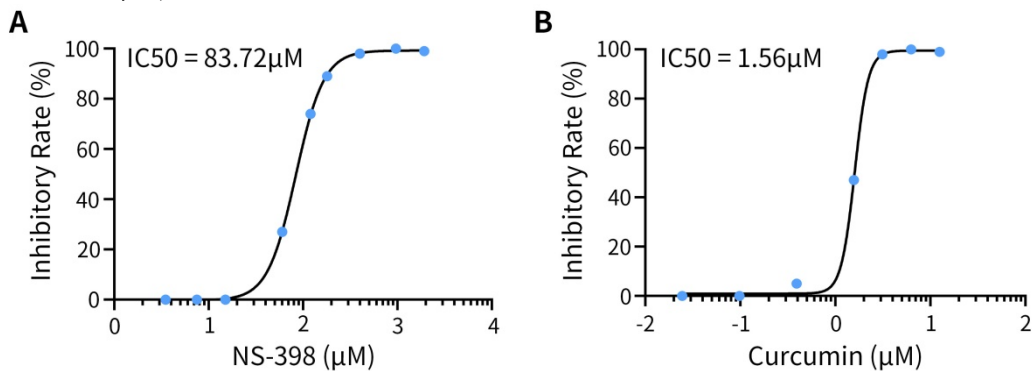 A
IC50 = 83.72μM
Inhibitory Rate (%)
100
80
60
40
20
0
0 1 2 3 4
NS-398 (μM)
B
IC50 = 1.56μM
Inhibitory Rate (%)
100
80
60
40
20
0
-2 -1 0 1 2
Curcumin (μM)